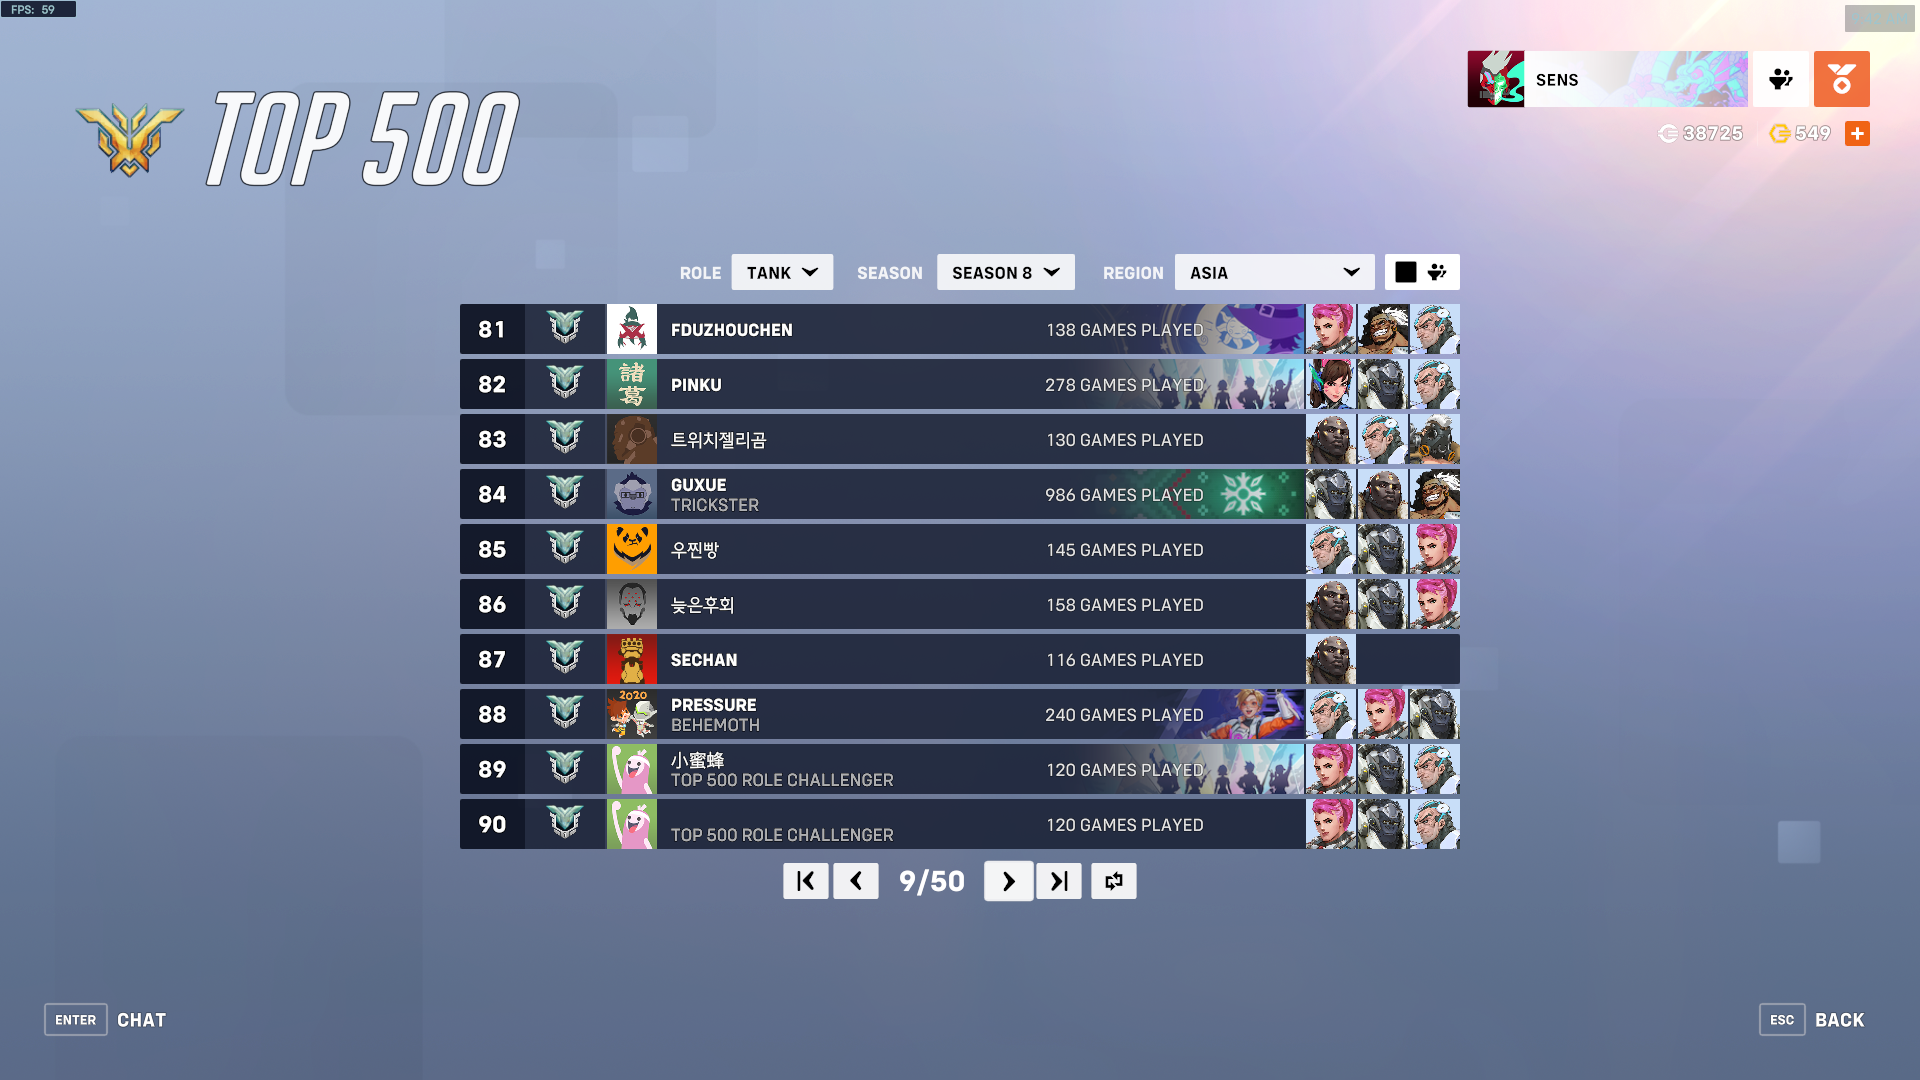 FPS: 59
SENS
38725
549
TOP 500
ROLE TANK SEASON SEASON 8 REGION ASIA
81 FDUZHOUCHEN 138 GAMES PLAYED
82 諸葛 PINKU 278 GAMES PLAYED
83 트위치젤리곰 130 GAMES PLAYED
84 GUXUE 986 GAMES PLAYED
TRICKSTER
85 우찐빵 145 GAMES PLAYED
86 늦은후회 158 GAMES PLAYED
87 SECHAN 116 GAMES PLAYED
88 2020 PRESSURE 240 GAMES PLAYED
BEHEMOTH
89 小蜜蜂 120 GAMES PLAYED
TOP 500 ROLE CHALLENGER
90 120 GAMES PLAYED
TOP 500 ROLE CHALLENGER
9/50
ENTER CHAT
ESC BACK